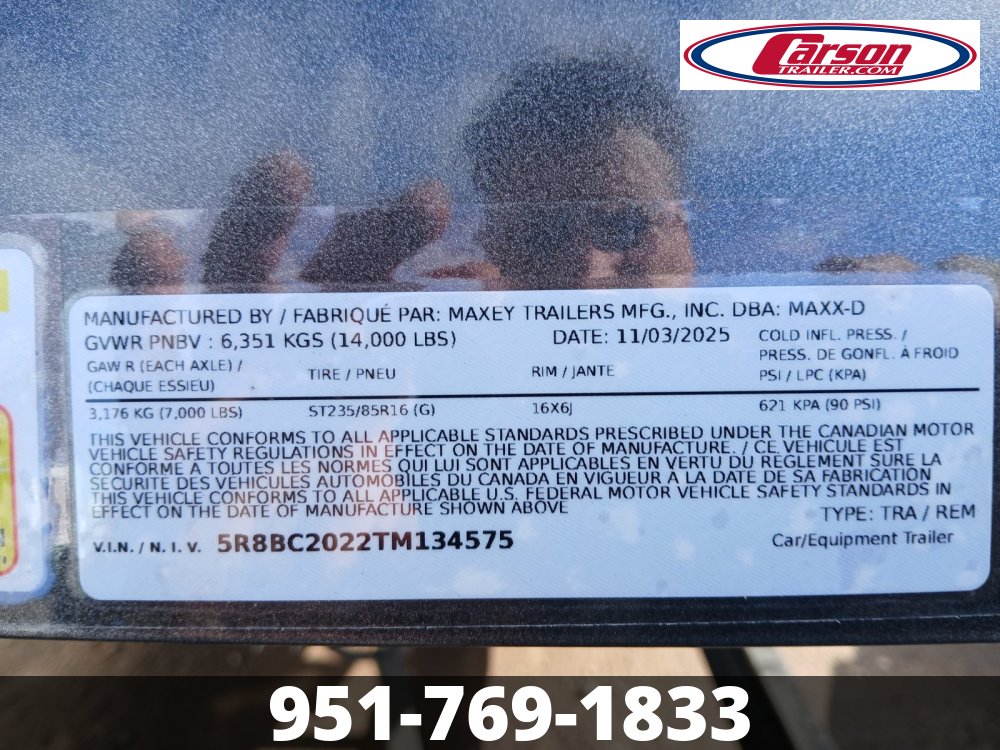 Carson
TRAILER.COM
MANUFACTURED BY / FABRIQUÉ PAR: MAXEY TRAILERS MFG., INC. DBA: MAXX-D
GVWR PNBV : 6,351 KGS (14,000 LBS) DATE: 11/03/2025
GAW R (EACH AXLE) /
(CHAQUE ESSIEU)
TIRE / PNEU
RIM / JANTE
COLD INFL. PRESS. /
PRESS. DE GONFL. À FROID
PSI / LPC (KPA)
3,176 KG (7,000 LBS) ST235/85R16 (G) 16X6J 621 KPA (90 PSI)
THIS VEHICLE CONFORMS TO ALL APPLICABLE STANDARDS PRESCRIBED UNDER THE CANADIAN MOTOR
VEHICLE SAFETY REGULATIONS IN EFFECT ON THE DATE OF MANUFACTURE. / CE VEHICULE EST
CONFORME A TOUTES LES NORMES QUI LUI SONT APPLICABLES EN VERTU DU REGLEMENT SURE LA
SECURITE DES VEHICULES AUTOMOBILES DU CANADA EN VIGUEUR A LA DATE DE SA FABRICATION
THIS VEHICLE CONFORMS TO ALL APPLICABLE U.S. FEDERAL MOTOR VEHICLE SAFETY STANDARDS IN
EFFECT ON THE DATE OF MANUFACTURE SHOWN ABOVE
TYPE: TRA / REM
V.I.N. / N. I. V. 5R8BC2022TM134575 Car/Equipment Trailer
951-769-1833